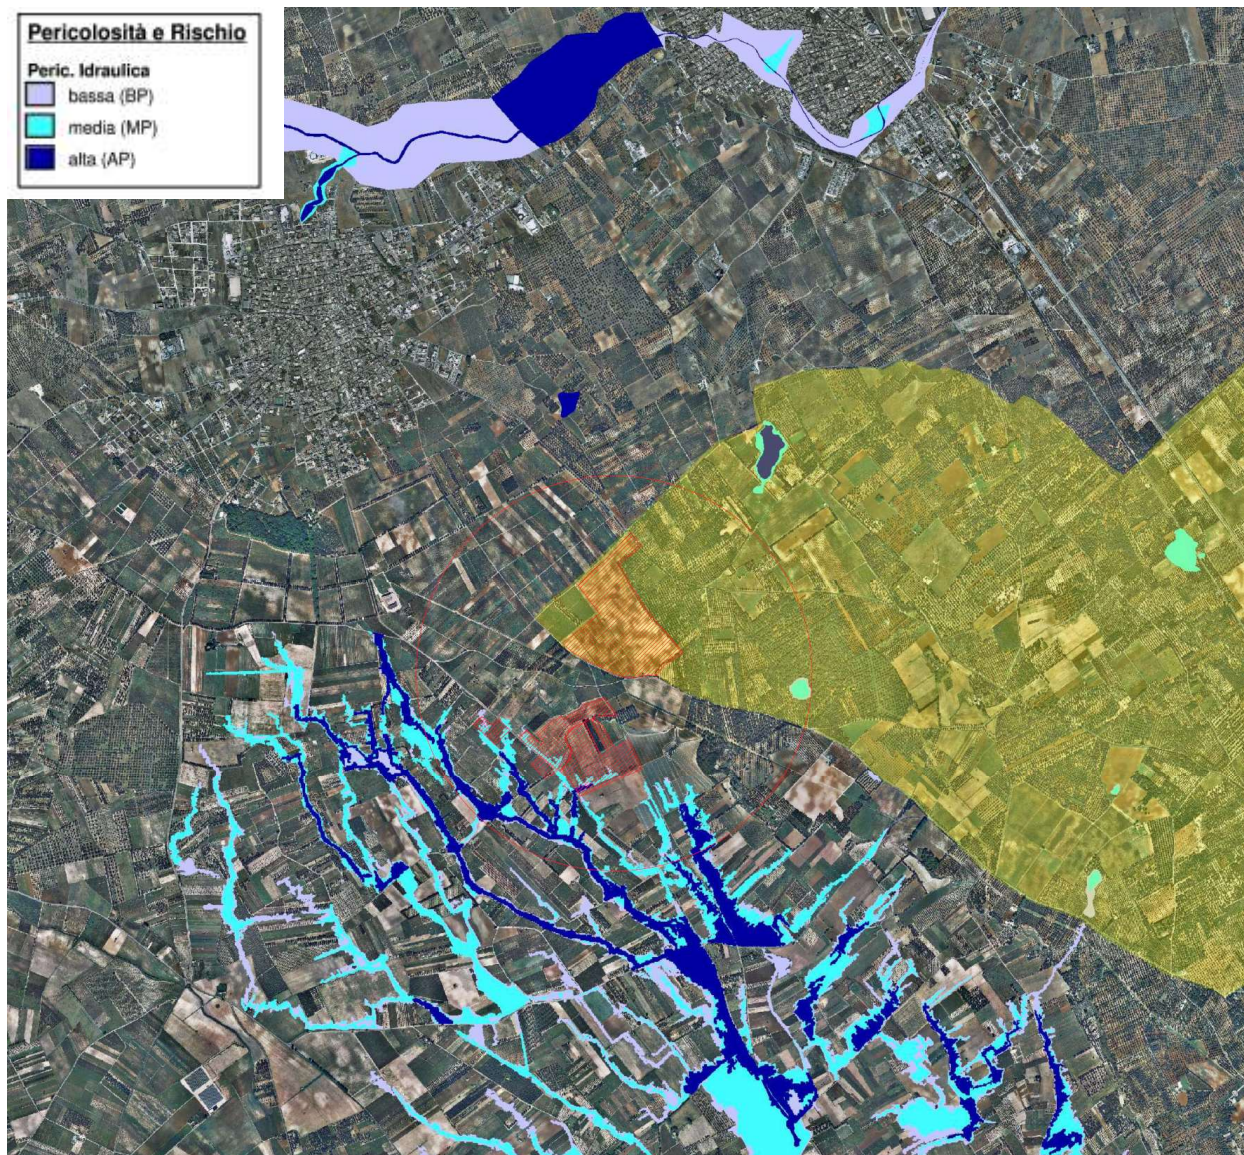 Pericolosità e Rischio
Peric. Idraulica
bassa (BP)
media (MP)
alta (AP)